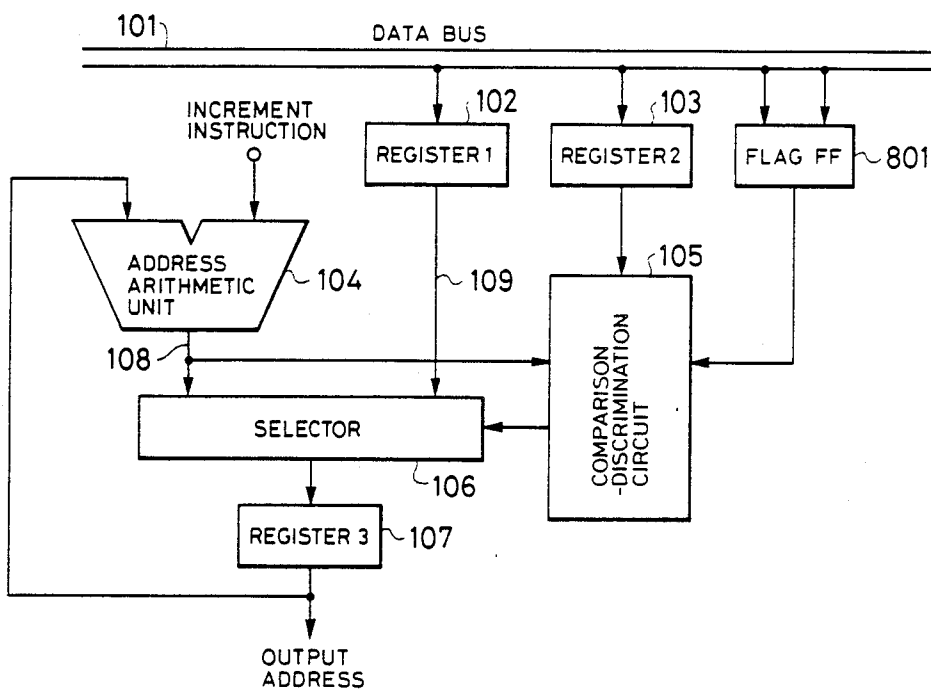 101
DATA BUS
INCREMENT
INSTRUCTION
102
103
REGISTER 1
REGISTER 2
FLAG FF
801
ADDRESS
ARITHMETIC
UNIT
104
109
105
108
COMPARISON
-DISCRIMINATION
CIRCUIT
SELECTOR
106
REGISTER 3
107
OUTPUT
ADDRESS